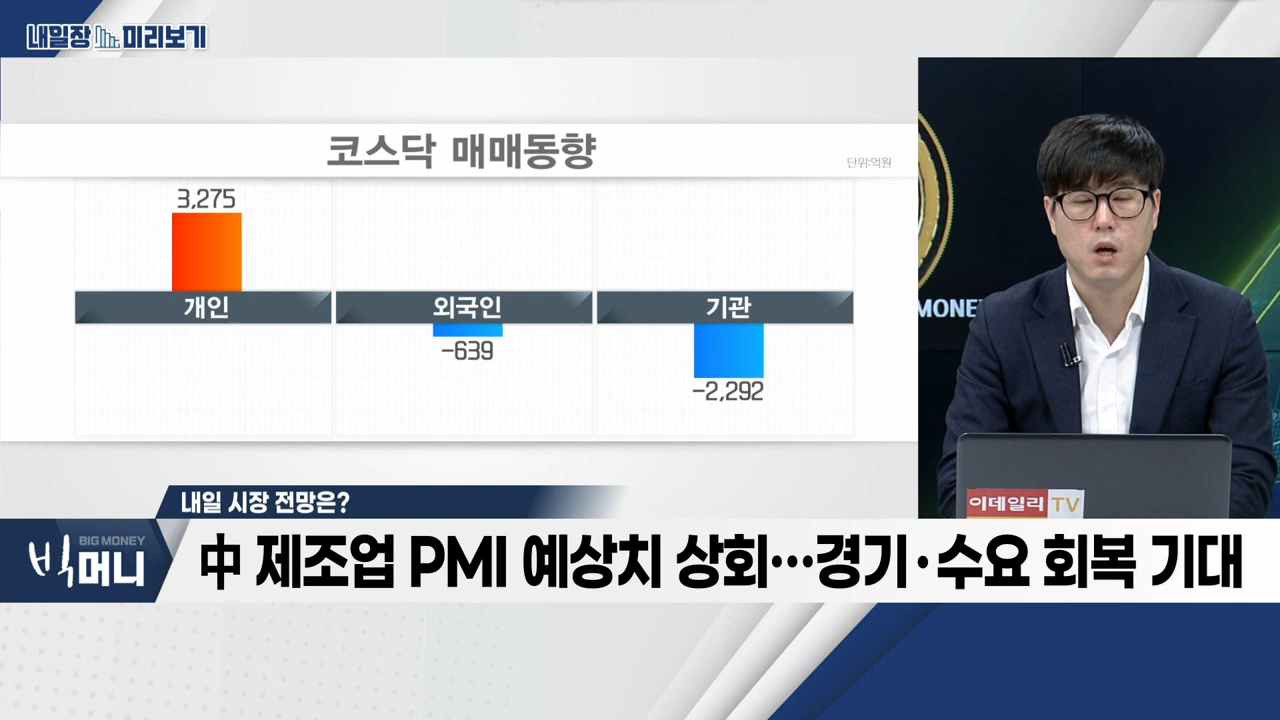 내일장 미리보기
코스닥 매매동향
단위:억원
3,275
개인
외국인
기관
-639
-2,292
MONE
이데일리 TV
내일 시장 전망은?
BIG MONEY
빅머니
中 제조업 PMI 예상치 상회…경기·수요 회복 기대